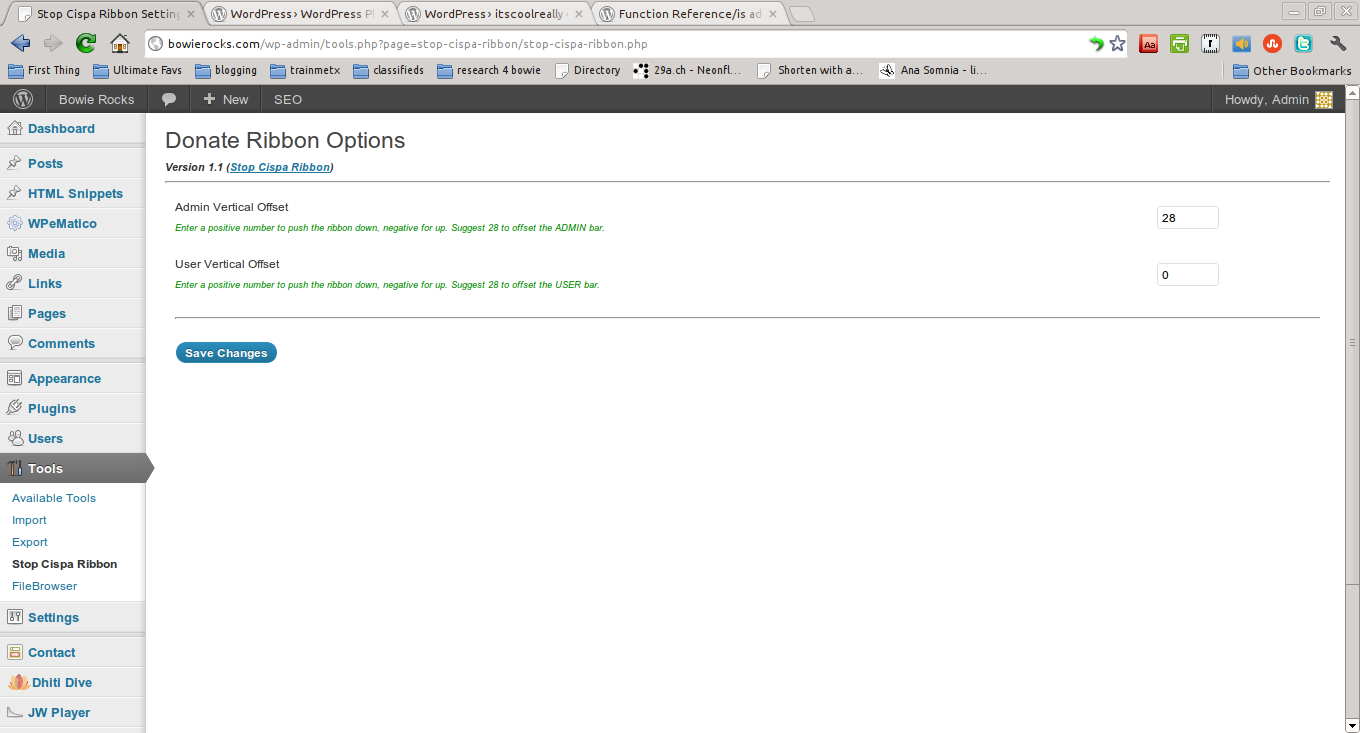 Stop Cispa Ribbon Setting
WordPress › WordPress Pl
WordPress › itscoolreally
Function Reference/is ad
bowierocks.com/wp-admin/tools.php?page=stop-cispa-ribbon/stop-cispa-ribbon.php
First Thing
Ultimate Favs
blogging
trainmetx
classifieds
research 4 bowie
Directory
29a.ch - Neonfl...
Shorten with a...
Ana Somnia - li...
Other Bookmarks
Bowie Rocks
New
SEO
Howdy, Admin
Dashboard
Posts
HTML Snippets
WPeMatico
Media
Links
Pages
Comments
Appearance
Plugins
Users
Tools
Available Tools
Import
Export
Stop Cispa Ribbon
FileBrowser
Settings
Contact
Dhiti Dive
JW Player
Donate Ribbon Options
Version 1.1 (Stop Cispa Ribbon)
Admin Vertical Offset
28
Enter a positive number to push the ribbon down, negative for up. Suggest 28 to offset the ADMIN bar.
User Vertical Offset
0
Enter a positive number to push the ribbon down, negative for up. Suggest 28 to offset the USER bar.
Save Changes